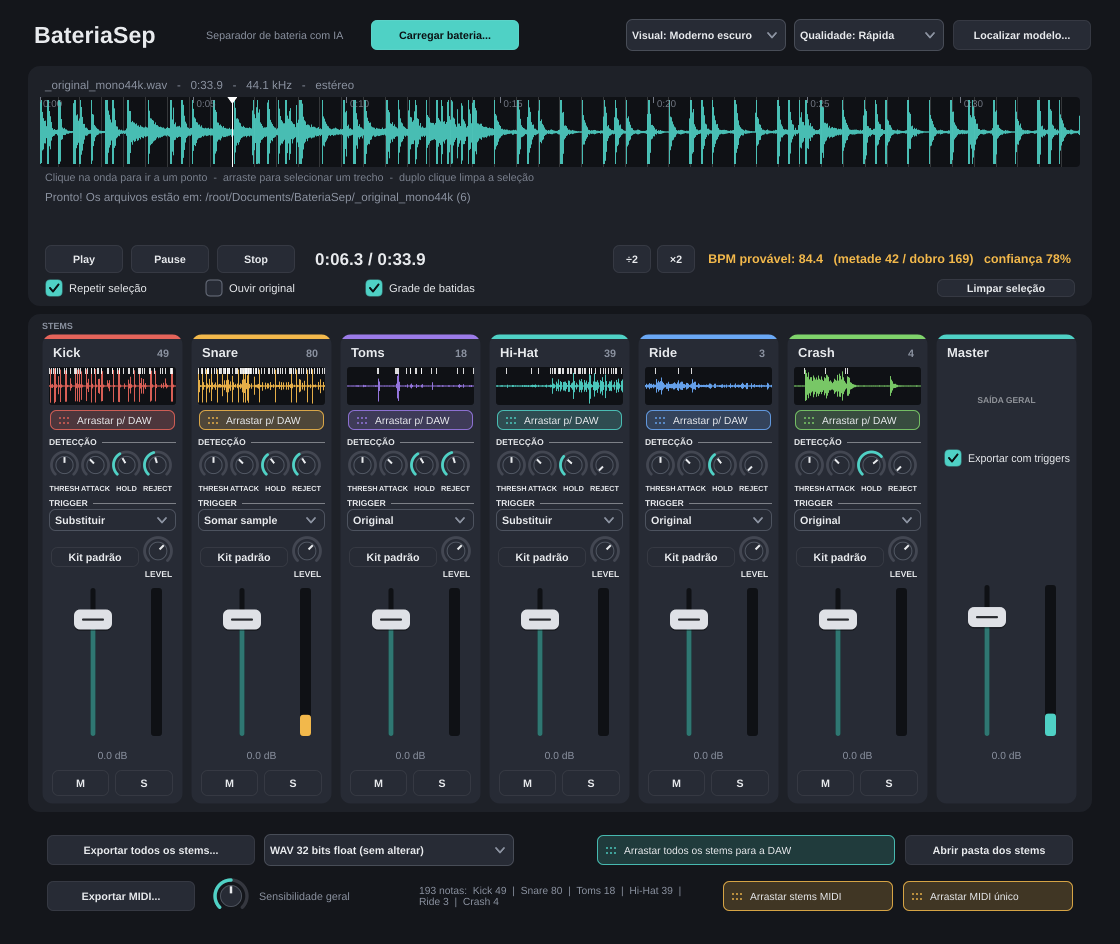 BateriaSep
Separador de bateria com IA
Carregar bateria...
Visual: Moderno escuro
Qualidade: Rápida
Localizar modelo...
_original_mono44k.wav - 0:33.9 - 44.1 kHz - estéreo
0:00 0:05 0:10 0:15 0:20 0:25 0:30
Clique na onda para ir a um ponto - arraste para selecionar um trecho - duplo clique limpa a seleção
Pronto! Os arquivos estão em: /root/Documents/BateriaSep/_original_mono44k (6)
Play Pause Stop 0:06.3 / 0:33.9 ÷2 ×2 BPM provável: 84.4 (metade 42 / dobro 169) confiança 78%
Repetir seleção Ouvir original Grade de batidas Limpar seleção
STEMS
Kick 49 Snare 80 Toms 18 Hi-Hat 39 Ride 3 Crash 4 Master
SAÍDA GERAL
Arrastar p/ DAW Arrastar p/ DAW Arrastar p/ DAW Arrastar p/ DAW Arrastar p/ DAW Arrastar p/ DAW
DETECÇÃO DETECÇÃO DETECÇÃO DETECÇÃO DETECÇÃO DETECÇÃO
Exportar com triggers
THRESH ATTACK HOLD REJECT THRESH ATTACK HOLD REJECT THRESH ATTACK HOLD REJECT THRESH ATTACK HOLD REJECT THRESH ATTACK HOLD REJECT THRESH ATTACK HOLD REJECT
TRIGGER TRIGGER TRIGGER TRIGGER TRIGGER TRIGGER
Substituir Somar sample Original Substituir Original Original
Kit padrão Kit padrão Kit padrão Kit padrão Kit padrão Kit padrão
LEVEL LEVEL LEVEL LEVEL LEVEL LEVEL
0.0 dB 0.0 dB 0.0 dB 0.0 dB 0.0 dB 0.0 dB 0.0 dB
M S M S M S M S M S M S
Exportar todos os stems... WAV 32 bits float (sem alterar) Arrastar todos os stems para a DAW Abrir pasta dos stems
Exportar MIDI... Sensibilidade geral
193 notas: Kick 49 | Snare 80 | Toms 18 | Hi-Hat 39 |
Ride 3 | Crash 4
Arrastar stems MIDI Arrastar MIDI único